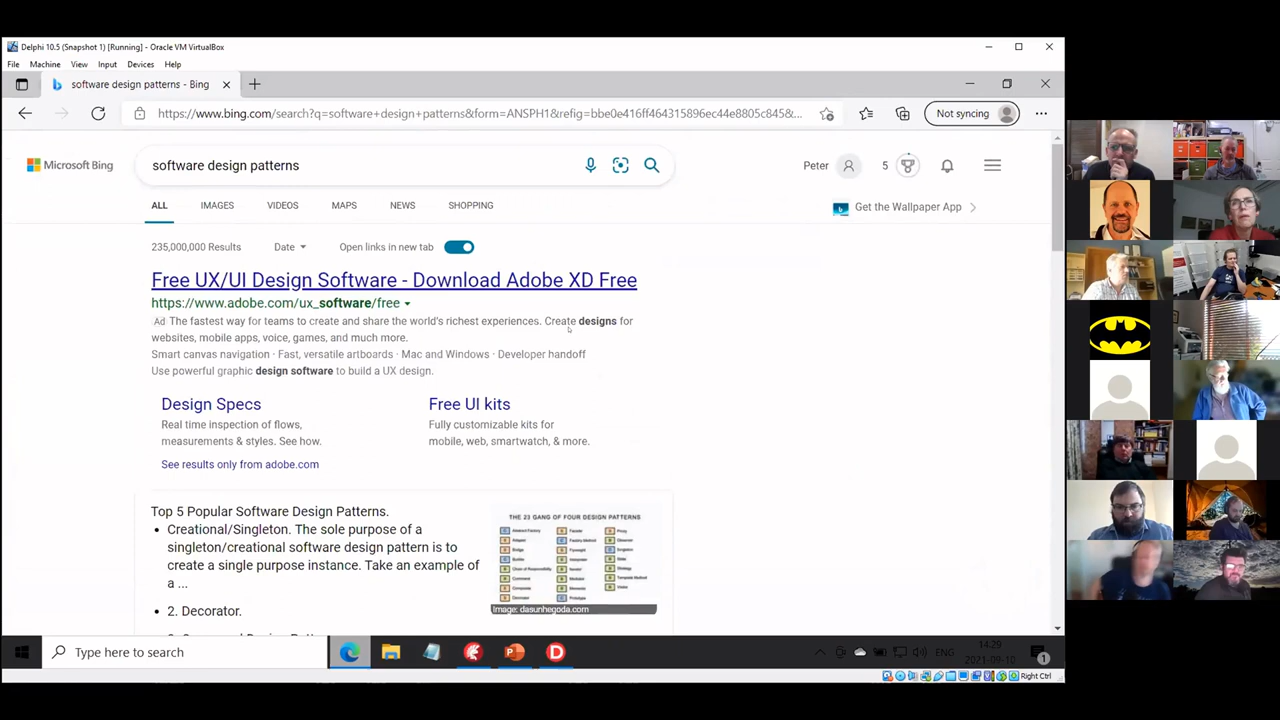 Delphi 10.5 (Snapshot 1) [Running] - Oracle VM VirtualBox
File Machine View Input Devices Help
software design patterns - Bing
https://www.bing.com/search?q=software+design+patterns&form=ANSPH1&refig=bbe0e416ff464315896ec44e8805c845&...
Not syncing
Microsoft Bing
software design patterns
Peter
5
ALL IMAGES VIDEOS MAPS NEWS SHOPPING
Get the Wallpaper App
235,000,000 Results Date Open links in new tab
Free UX/UI Design Software - Download Adobe XD Free
https://www.adobe.com/ux_software/free
Ad The fastest way for teams to create and share the world's richest experiences. Create designs for
websites, mobile apps, voice, games, and much more.
Smart canvas navigation · Fast, versatile artboards · Mac and Windows · Developer handoff
Use powerful graphic design software to build a UX design.
Design Specs
Real time inspection of flows,
measurements & styles. See how.
Free UI kits
Fully customizable kits for
mobile, web, smartwatch, & more.
See results only from adobe.com
Top 5 Popular Software Design Patterns.
• Creational/Singleton. The sole purpose of a
singleton/creational software design pattern is to
create a single purpose instance. Take an example of
a ...
• 2. Decorator.
THE 23 GANG OF FOUR DESIGN PATTERNS
Image: dasunhegoda.com
Type here to search
ENG
14:29
2021-09-10
1
Right Ctrl